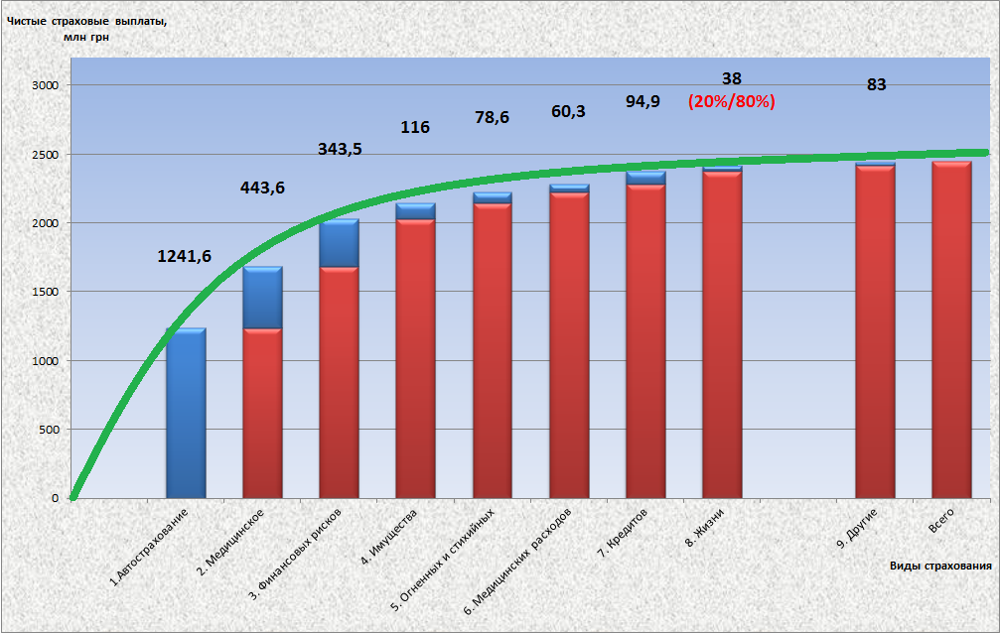 Чистые страховые выплаты,
млн грн
3000
2500
2000
1500
1000
500
0
1241,6
443,6
343,5
116
78,6
60,3
94,9
38
(20%/80%)
83
1.Автострахование
2. Медицинское
3. Финансовых рисков
4. Имущества
5. Огненных и стихийных
6. Медицинских расходов
7. Кредитов
8. Жизни
9. Другие
Всего
Виды страхования